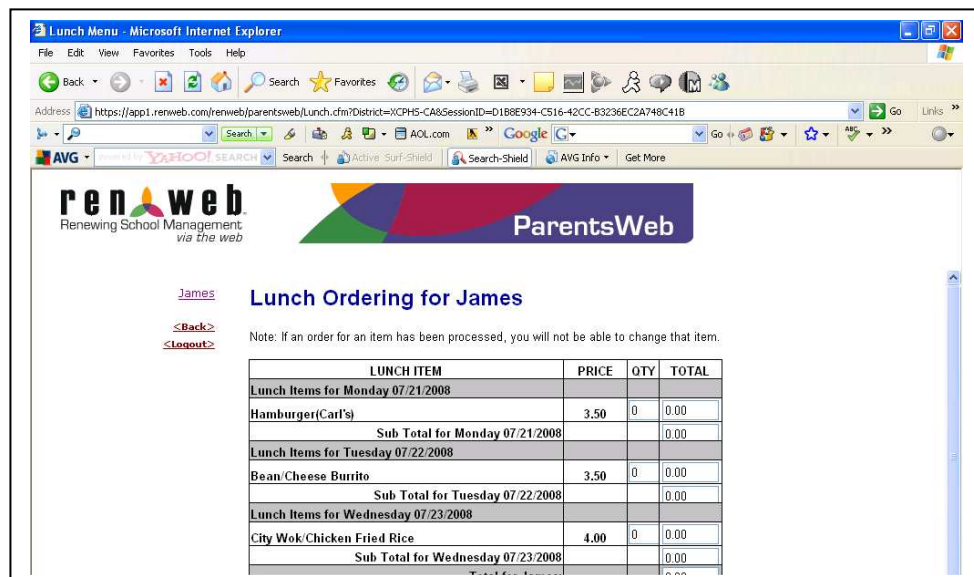 Lunch Menu - Microsoft Internet Explorer
File Edit View Favorites Tools Help
Back Search Favorites
Address https://app1.renweb.com/renweb/parentsweb/Lunch.cfm?District=XCPHS-CA&SessionID=D1B8E934-C516-42CC-B3236EC2A748C41B Go Links »
Search AOL.com » Google G Go ABC »
AVG YAHOO! SEARCH Search Active Surf-Shield Search-Shield AVG Info Get More
renweb
Renewing School Management
via the web
ParentsWeb
James
Lunch Ordering for James
<Back>
<Logout>
Note: If an order for an item has been processed, you will not be able to change that item.
LUNCH ITEM PRICE QTY TOTAL
Lunch Items for Monday 07/21/2008
Hamburger(Carl's) 3.50 0 0.00
Sub Total for Monday 07/21/2008 0.00
Lunch Items for Tuesday 07/22/2008
Bean/Cheese Burrito 3.50 0 0.00
Sub Total for Tuesday 07/22/2008 0.00
Lunch Items for Wednesday 07/23/2008
City Wok/Chicken Fried Rice 4.00 0 0.00
Sub Total for Wednesday 07/23/2008 0.00
Total for James: 0.00